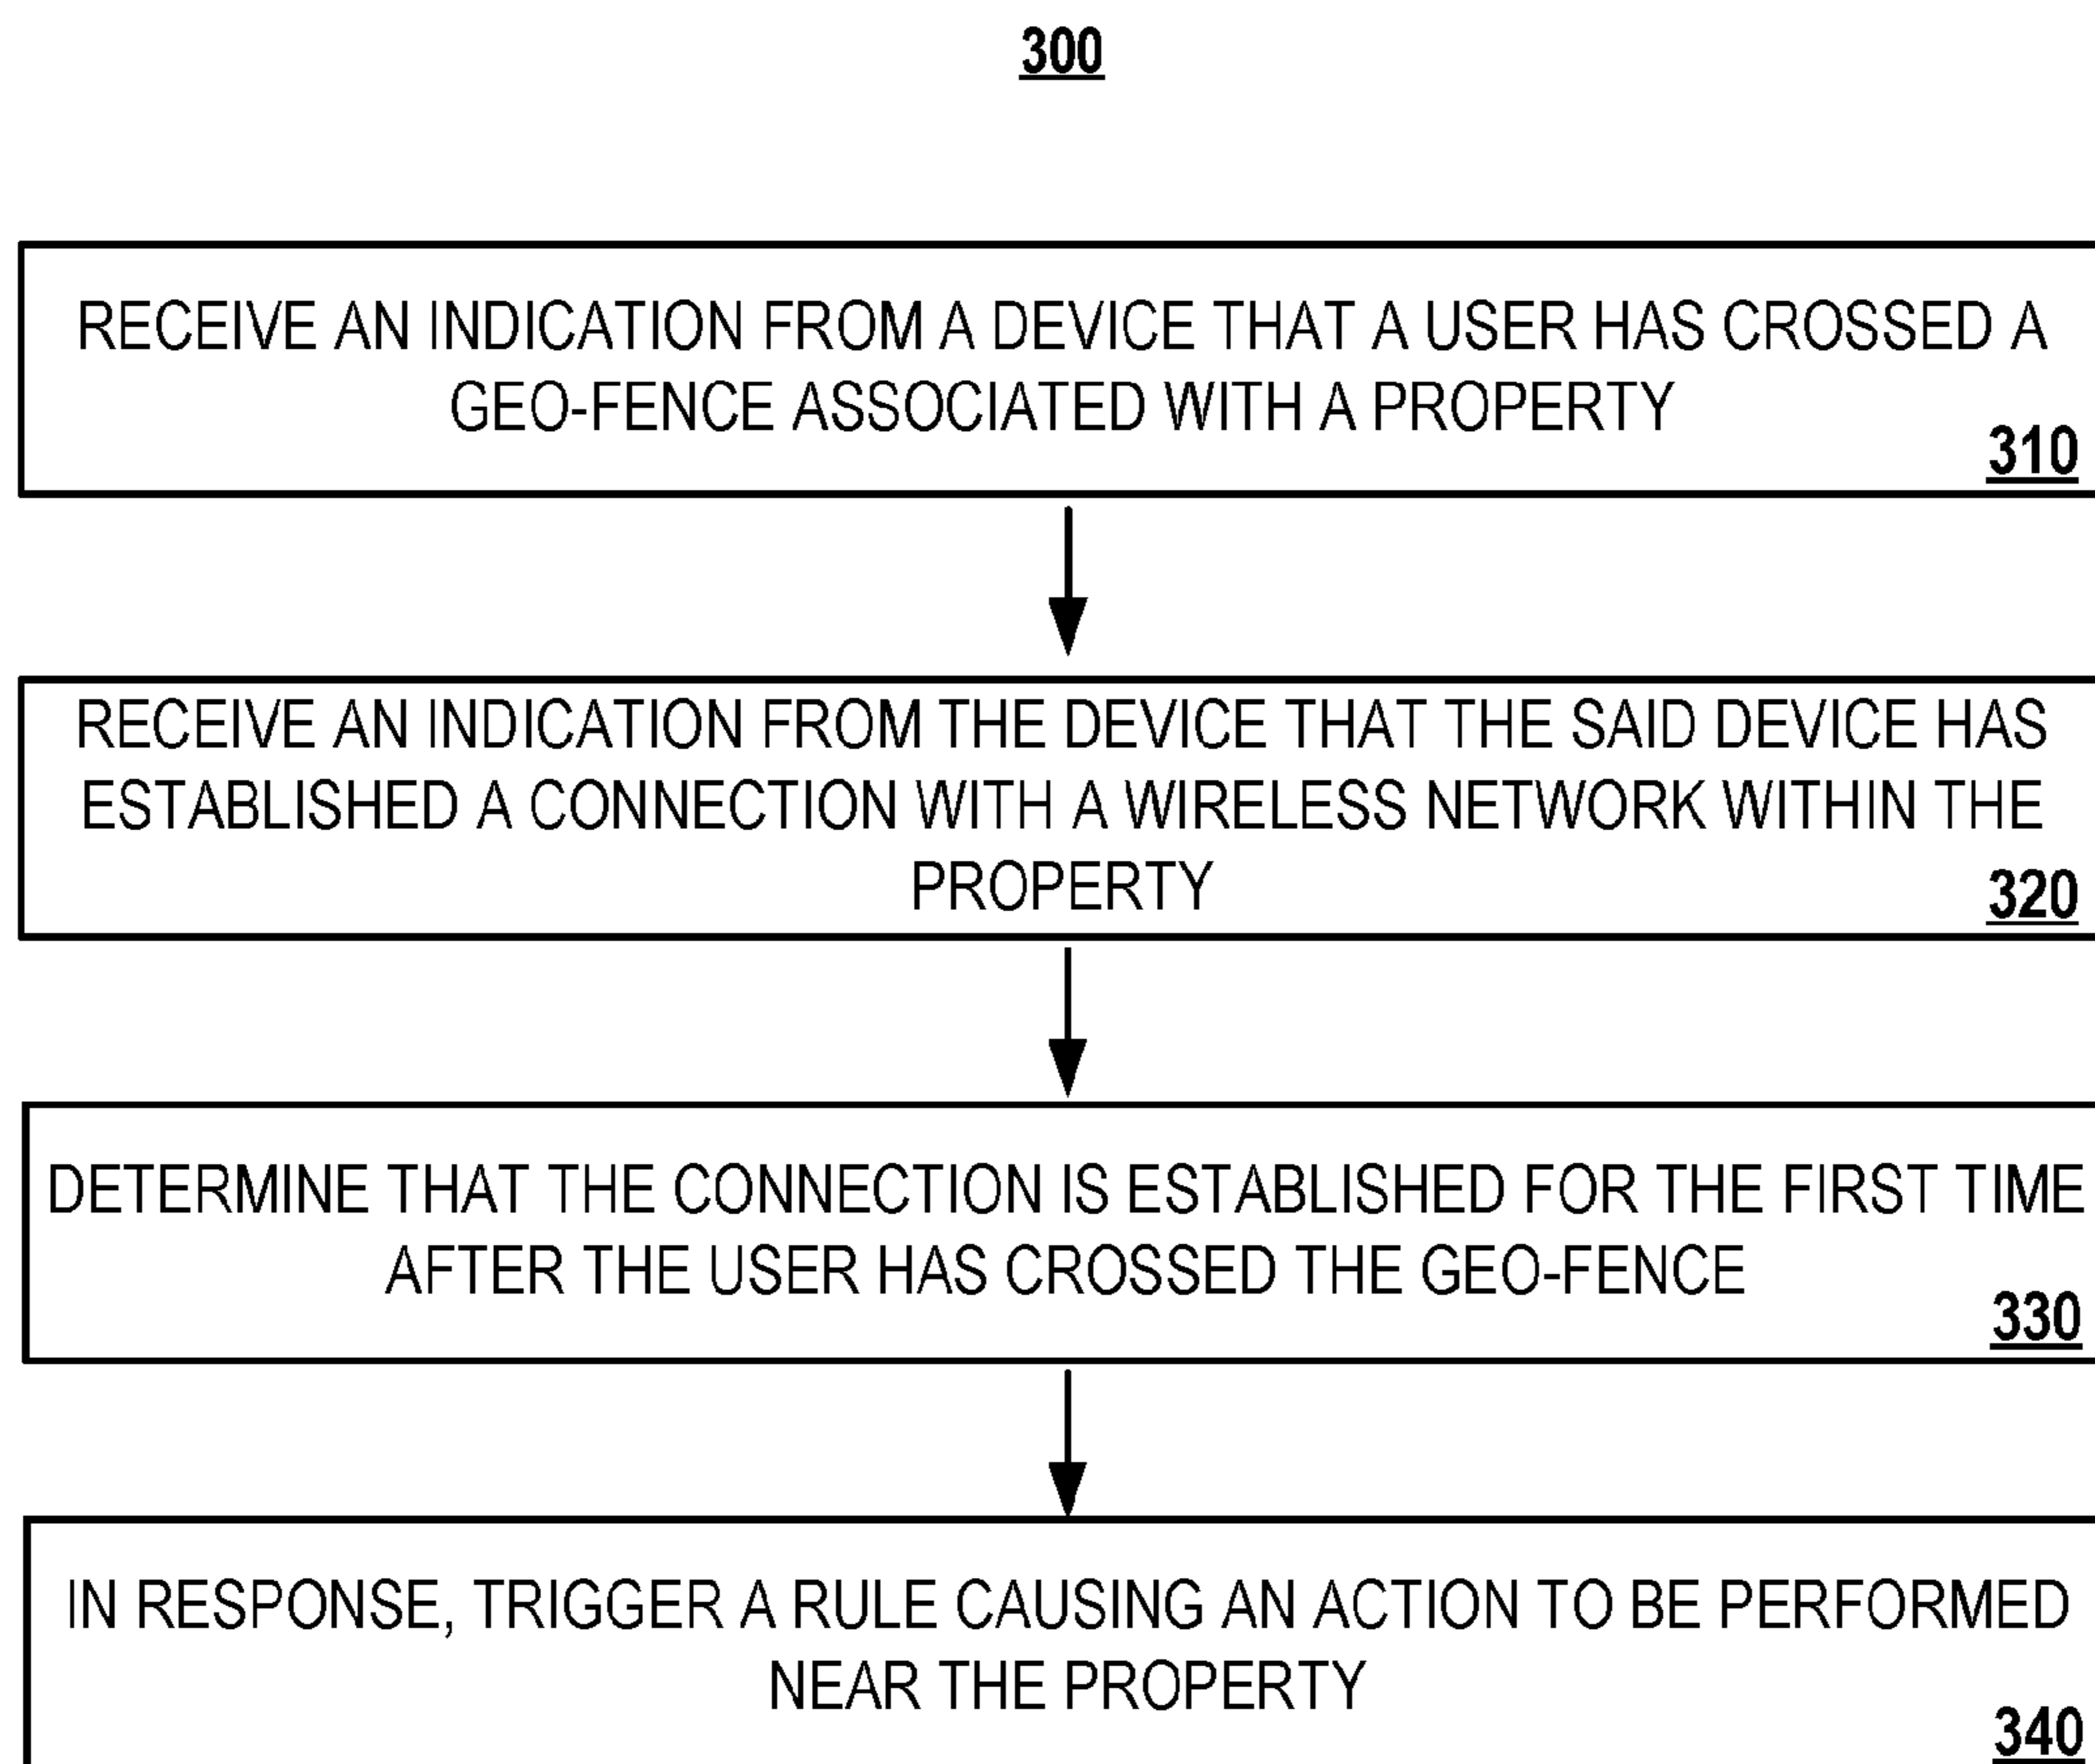 300
RECEIVE AN INDICATION FROM A DEVICE THAT A USER HAS CROSSED A
GEO-FENCE ASSOCIATED WITH A PROPERTY
310
RECEIVE AN INDICATION FROM THE DEVICE THAT THE SAID DEVICE HAS
ESTABLISHED A CONNECTION WITH A WIRELESS NETWORK WITHIN THE
PROPERTY
320
DETERMINE THAT THE CONNECTION IS ESTABLISHED FOR THE FIRST TIME
AFTER THE USER HAS CROSSED THE GEO-FENCE
330
IN RESPONSE, TRIGGER A RULE CAUSING AN ACTION TO BE PERFORMED
NEAR THE PROPERTY
340